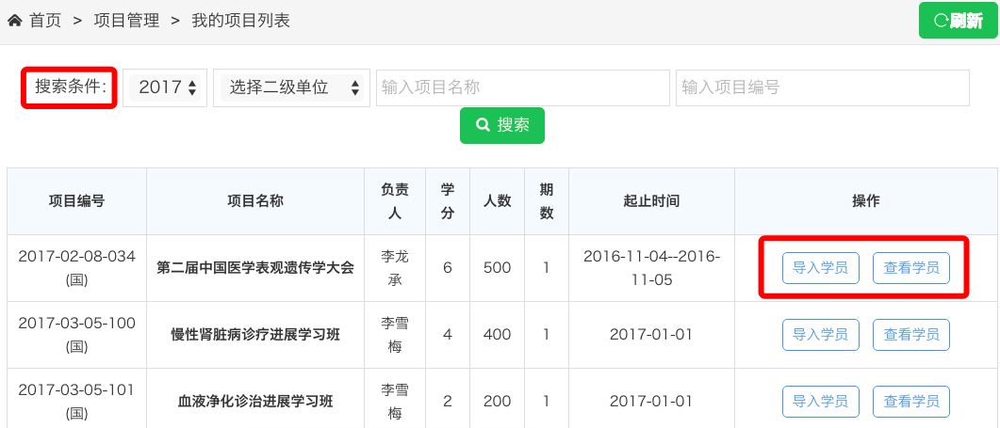 首页 > 项目管理 > 我的项目列表
刷新
搜索条件: 2017 选择二级单位 输入项目名称 输入项目编号
搜索
项目编号 项目名称 负责人 学分 人数 期数 起止时间 操作
2017-02-08-034(国) 第二届中国医学表观遗传学大会 李龙承 6 500 1 2016-11-04--2016-11-05 导入学员 查看学员
2017-03-05-100(国) 慢性肾脏病诊疗进展学习班 李雪梅 4 400 1 2017-01-01 导入学员 查看学员
2017-03-05-101(国) 血液净化诊治进展学习班 李雪梅 2 200 1 2017-01-01 导入学员 查看学员